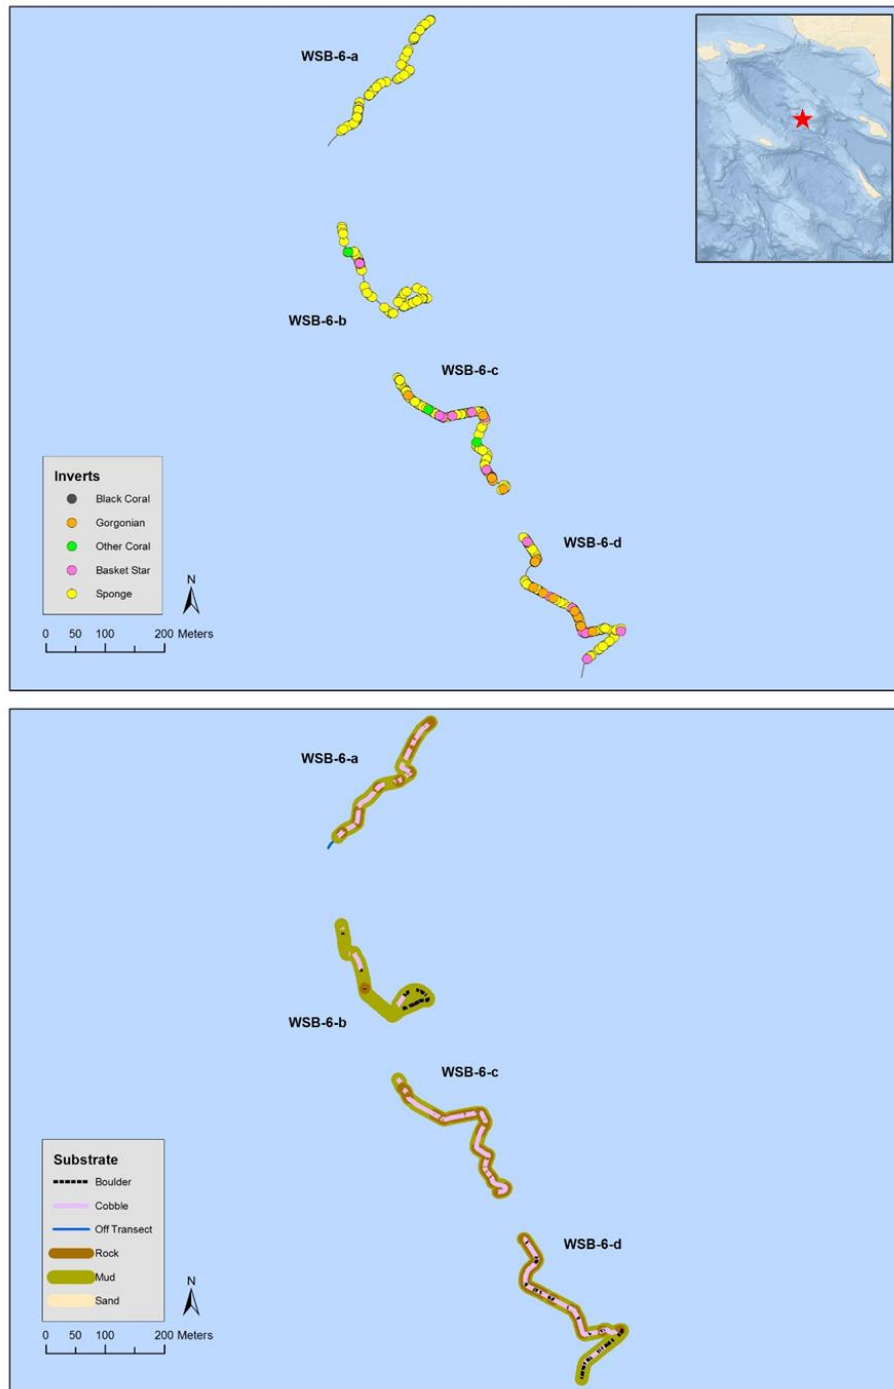 WSB-6-a
WSB-6-b
WSB-6-c
WSB-6-d
Inverts
Black Coral
Gorgonian
Other Coral
Basket Star
Sponge
N
0 50 100 200 Meters
WSB-6-a
WSB-6-b
WSB-6-c
WSB-6-d
Substrate
Boulder
Cobble
Off Transect
Rock
Mud
Sand
N
0 50 100 200 Meters